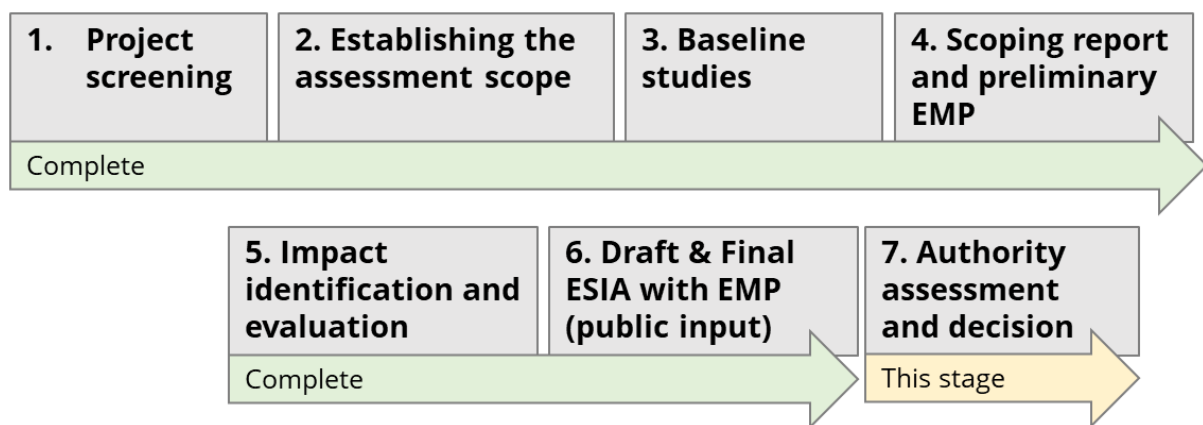 1. Project
screening
2. Establishing the
assessment scope
3. Baseline
studies
4. Scoping report
and preliminary
EMP
Complete
5. Impact
identification and
evaluation
6. Draft & Final
ESIA with EMP
(public input)
7. Authority
assessment
and decision
Complete
This stage